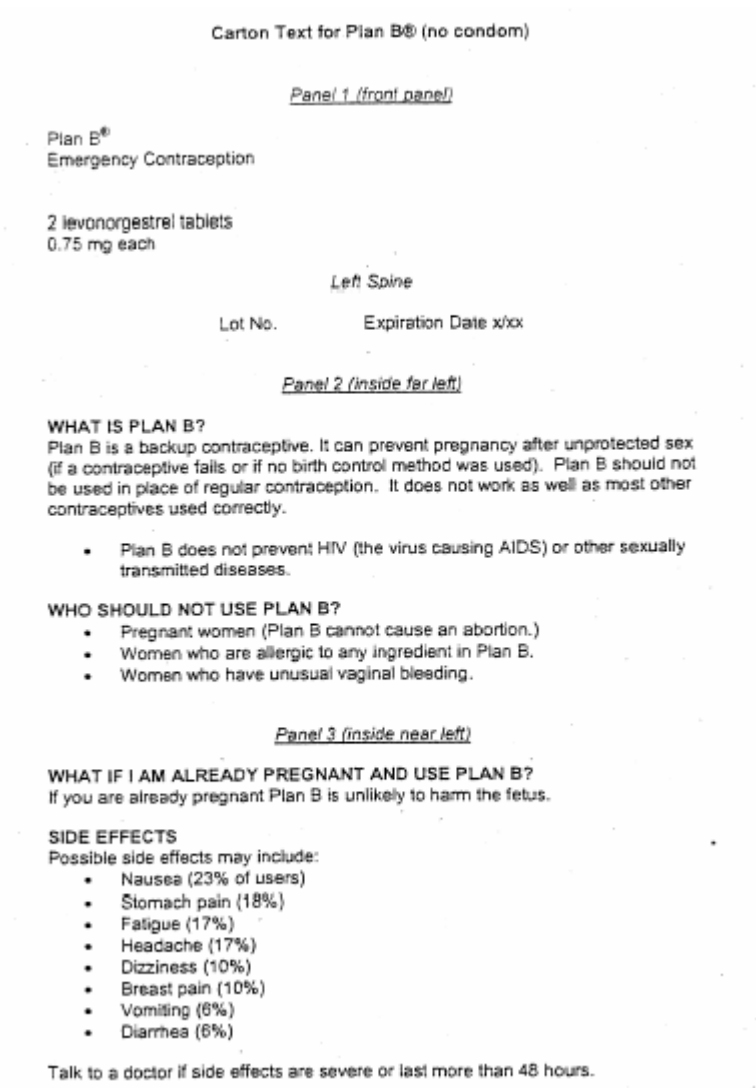 Carton Text for Plan B® (no condom)
Panel 1 (front panel)
Plan B®
Emergency Contraception
2 levonorgestrel tablets
0.75 mg each
Left Spine
Lot No. Expiration Date x/xx
Panel 2 (inside far left)
WHAT IS PLAN B?
Plan B is a backup contraceptive. It can prevent pregnancy after unprotected sex
(if a contraceptive fails or if no birth control method was used). Plan B should not
be used in place of regular contraception. It does not work as well as most other
contraceptives used correctly.
• Plan B does not prevent HIV (the virus causing AIDS) or other sexually
transmitted diseases.
WHO SHOULD NOT USE PLAN B?
• Pregnant women (Plan B cannot cause an abortion.)
• Women who are allergic to any ingredient in Plan B.
• Women who have unusual vaginal bleeding.
Panel 3 (inside near left)
WHAT IF I AM ALREADY PREGNANT AND USE PLAN B?
If you are already pregnant Plan B is unlikely to harm the fetus.
SIDE EFFECTS
Possible side effects may include:
• Nausea (23% of users)
• Stomach pain (18%)
• Fatigue (17%)
• Headache (17%)
• Dizziness (10%)
• Breast pain (10%)
• Vomiting (6%)
• Diarrhea (6%)
Talk to a doctor if side effects are severe or last more than 48 hours.